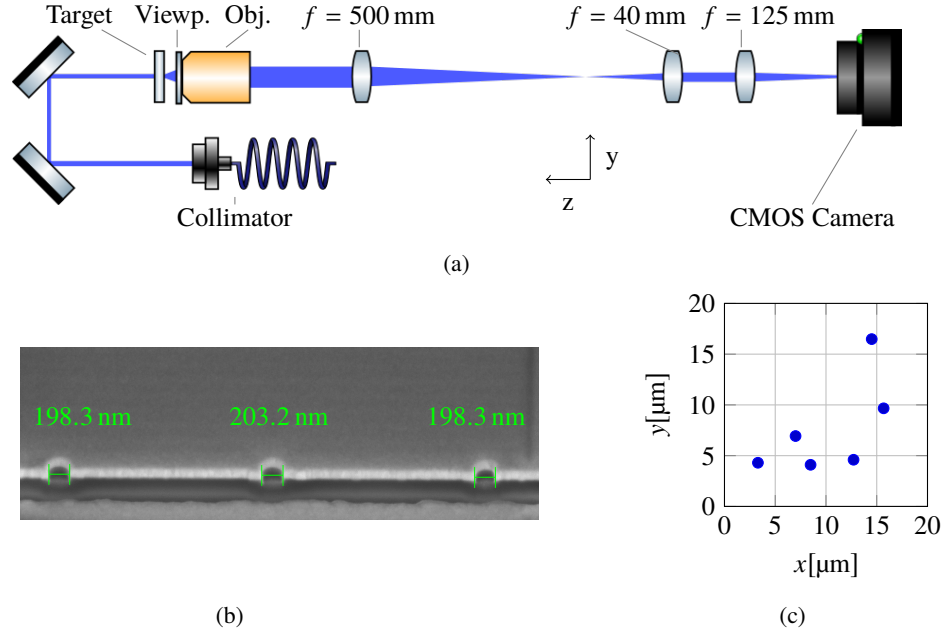 Target Viewp. Obj. f = 500 mm f = 40 mm f = 125 mm
y
z
Collimator
CMOS Camera
(a)
198.3 nm 203.2 nm 198.3 nm
(b)
20
15
10
5
0
y[µm]
0 5 10 15 20
x[µm]
(c)